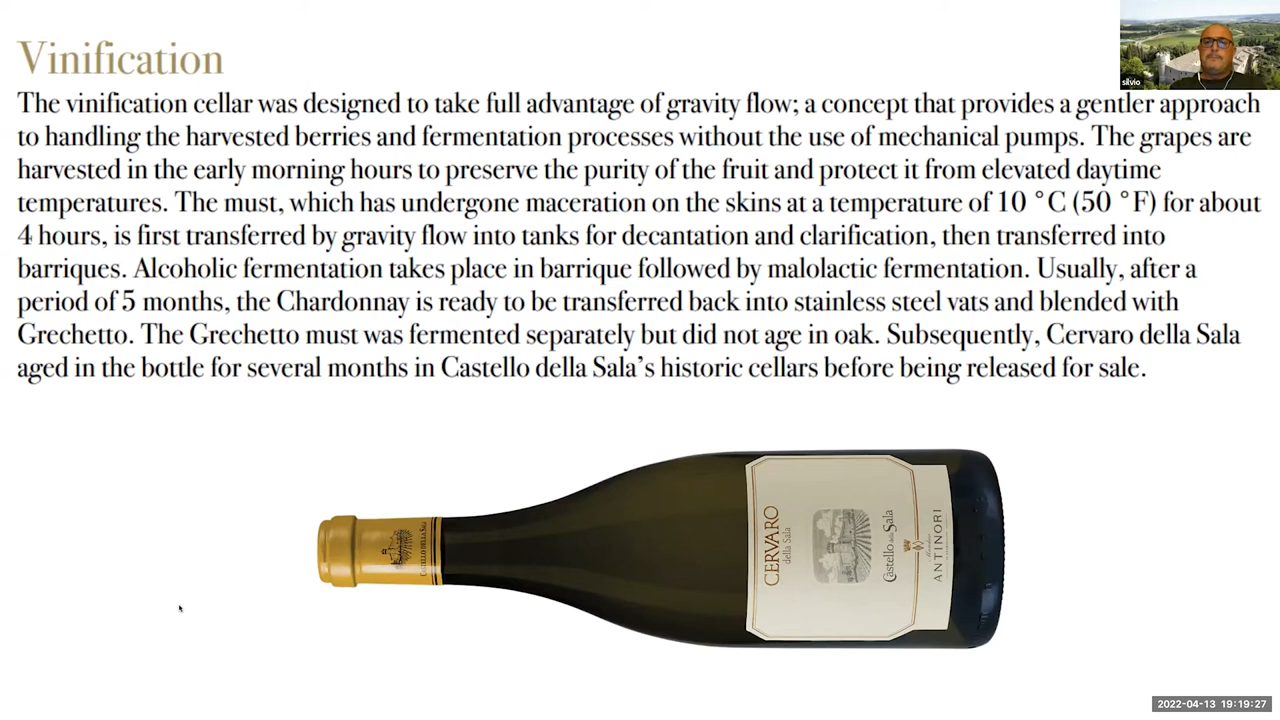 Vinification
silvio
The vinification cellar was designed to take full advantage of gravity flow; a concept that provides a gentler approach
to handling the harvested berries and fermentation processes without the use of mechanical pumps. The grapes are
harvested in the early morning hours to preserve the purity of the fruit and protect it from elevated daytime
temperatures. The must, which has undergone maceration on the skins at a temperature of 10 °C (50 °F) for about
4 hours, is first transferred by gravity flow into tanks for decantation and clarification, then transferred into
barriques. Alcoholic fermentation takes place in barrique followed by malolactic fermentation. Usually, after a
period of 5 months, the Chardonnay is ready to be transferred back into stainless steel vats and blended with
Grechetto. The Grechetto must was fermented separately but did not age in oak. Subsequently, Cervaro della Sala
aged in the bottle for several months in Castello della Sala’s historic cellars before being released for sale.
CASTELLO DELLA SALA
CERVARO
della Sala
Castello della Sala
ANTINORI
2022-04-13 19:19:27